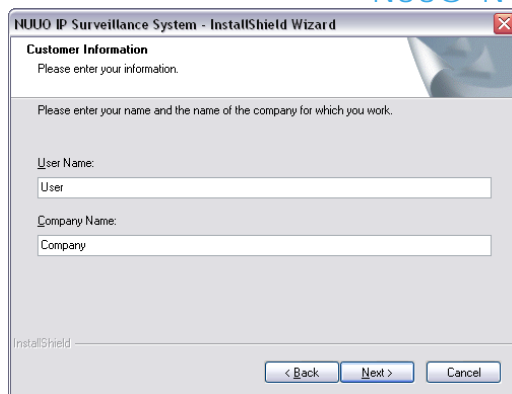 NUUO IP Surveillance System - InstallShield Wizard
Customer Information
Please enter your information.
Please enter your name and the name of the company for which you work.
User Name:
User
Company Name:
Company
InstallShield
< Back
Next >
Cancel